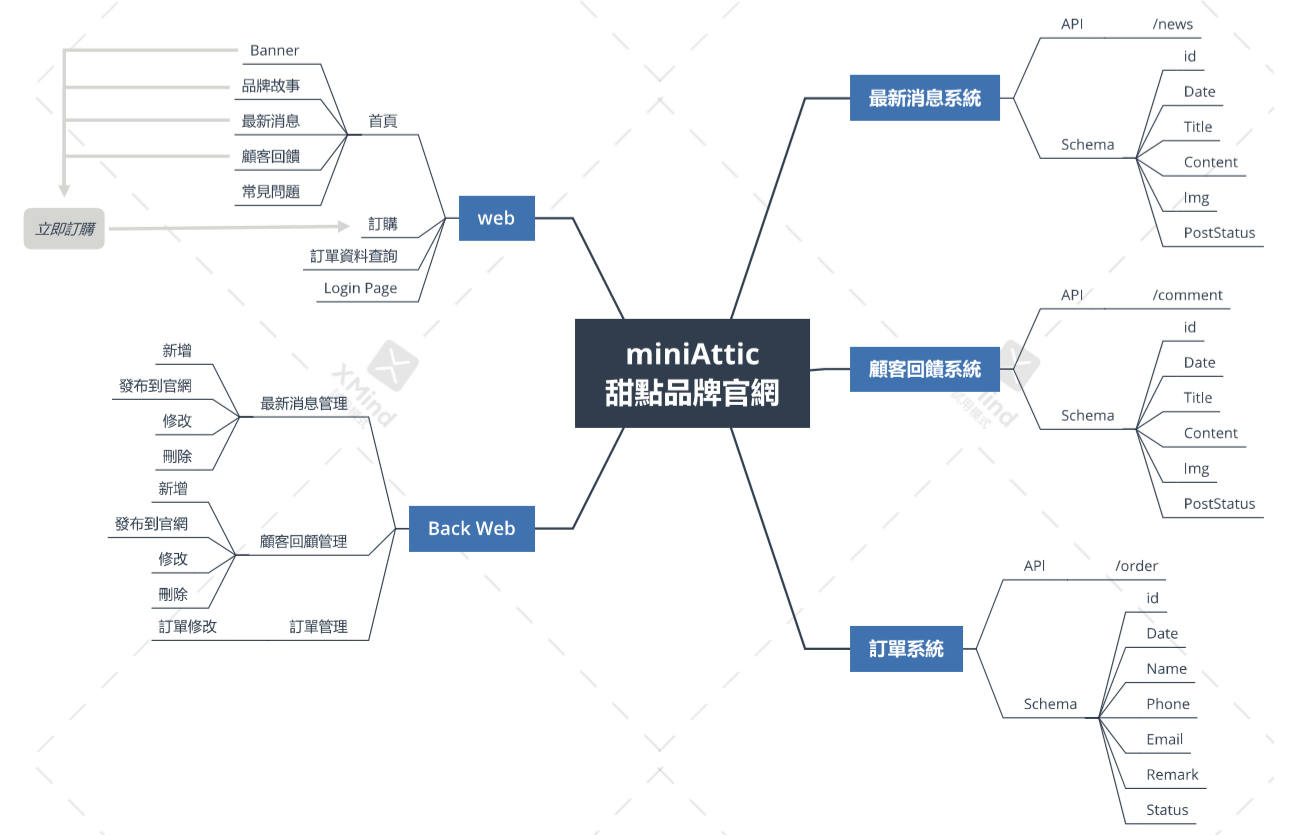 miniAttic
甜點品牌官網
web
首頁
Banner
品牌故事
最新消息
顧客回饋
常見問題
立即訂購
訂購
訂單資料查詢
Login Page
Back Web
最新消息管理
新增
發布到官網
修改
刪除
顧客回顧管理
新增
發布到官網
修改
刪除
訂單管理
訂單修改
最新消息系統
API
/news
Schema
id
Date
Title
Content
Img
PostStatus
顧客回饋系統
API
/comment
Schema
id
Date
Title
Content
Img
PostStatus
訂單系統
API
/order
Schema
id
Date
Name
Phone
Email
Remark
Status
XMind
試用模式